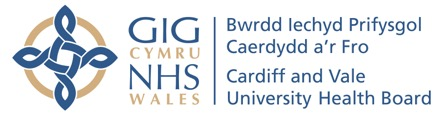 GIG
CYMRU
NHS
WALES
Bwrdd Iechyd Prifysgol
Caerdydd a'r Fro
Cardiff and Vale
University Health Board